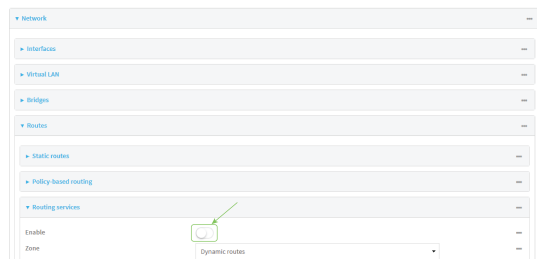 Network
Interfaces
Virtual LAN
Bridges
Routes
Static routes
Policy-based routing
Routing services
Enable
Zone Dynamic routes